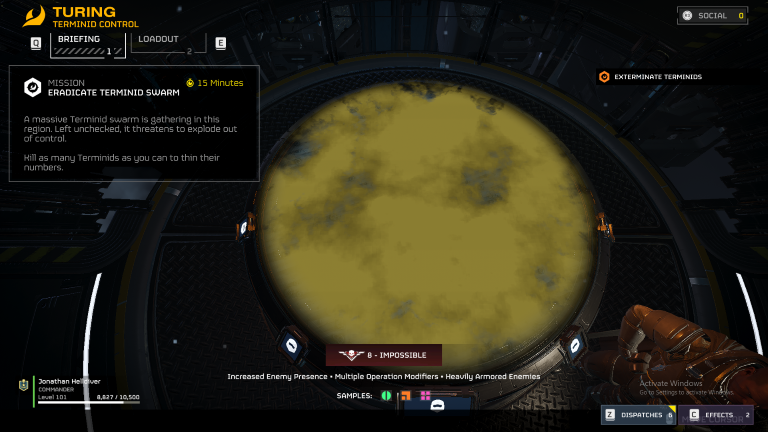 TURING
TERMINID CONTROL
SOCIAL 0
Q BRIEFING 1 LOADOUT 2 E
MISSION
15 Minutes
ERADICATE TERMINID SWARM
A massive Terminid swarm is gathering in this
region. Left unchecked, it threatens to explode out
of control.
Kill as many Terminids as you can to thin their
numbers.
EXTERMINATE TERMINIDS
8 - IMPOSSIBLE
Increased Enemy Presence • Multiple Operation Modifiers • Heavily Armored Enemies
SAMPLES:
Jonathan Helldiver
COMMANDER
Level 101 8,827 / 10,500
Activate Windows
Go to Settings to activate Windows.
Z DISPATCHES 6 C EFFECTS 2
MOVE CURSOR